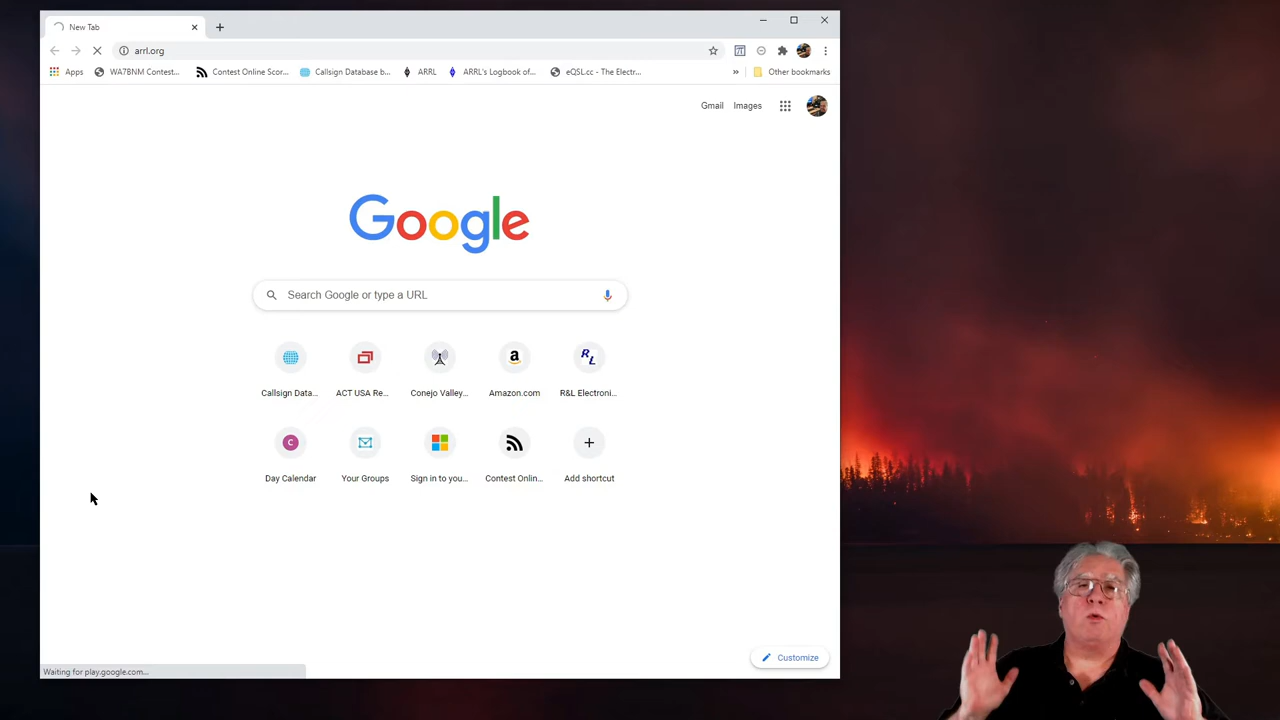 New Tab
arrl.org
Apps
WA7BNM Contest...
Contest Online Scor...
Callsign Database b...
ARRL
ARRL's Logbook of...
eQSL.cc - The Electr...
»
Other bookmarks
Gmail
Images
Google
Search Google or type a URL
a
RL
Callsign Data...
ACT USA Re...
Conejo Valley...
Amazon.com
R&L Electroni...
C
Day Calendar
Your Groups
Sign in to you...
Contest Onlin...
Add shortcut
Customize
Waiting for play.google.com...